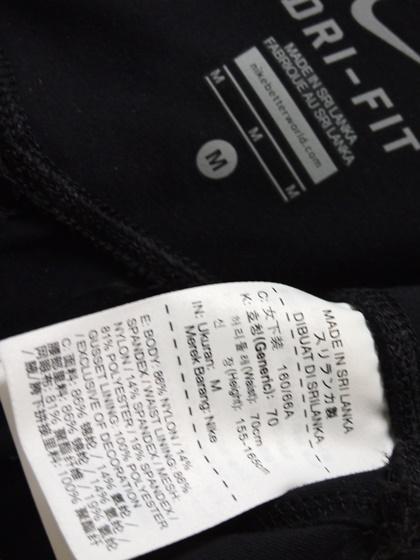 DRI-FIT
MADE IN SRI LANKA
FABRIQUÉ AU SRI LANKA
nikebetterworld.com
M
M
M
M
MADE IN SRI LANKA
スリランカ製
DIBUAT DI SRI LANKA
C: 女下装 160/66A
K: 호칭(Generic): 70
허리둘레(Waist): 70cm
신 장(Height): 155-165cm
IN: Ukuran: M
Merek Barang: Nike
E: BODY: 86% NYLON / 14%
SPANDEX / WAIST LINING: 86%
NYLON / 14% SPANDEX / MESH:
81% POLYESTER / 19% SPANDEX /
GUSSET LINING: 100% POLYESTER
/ EXCLUSIVE OF DECORATION